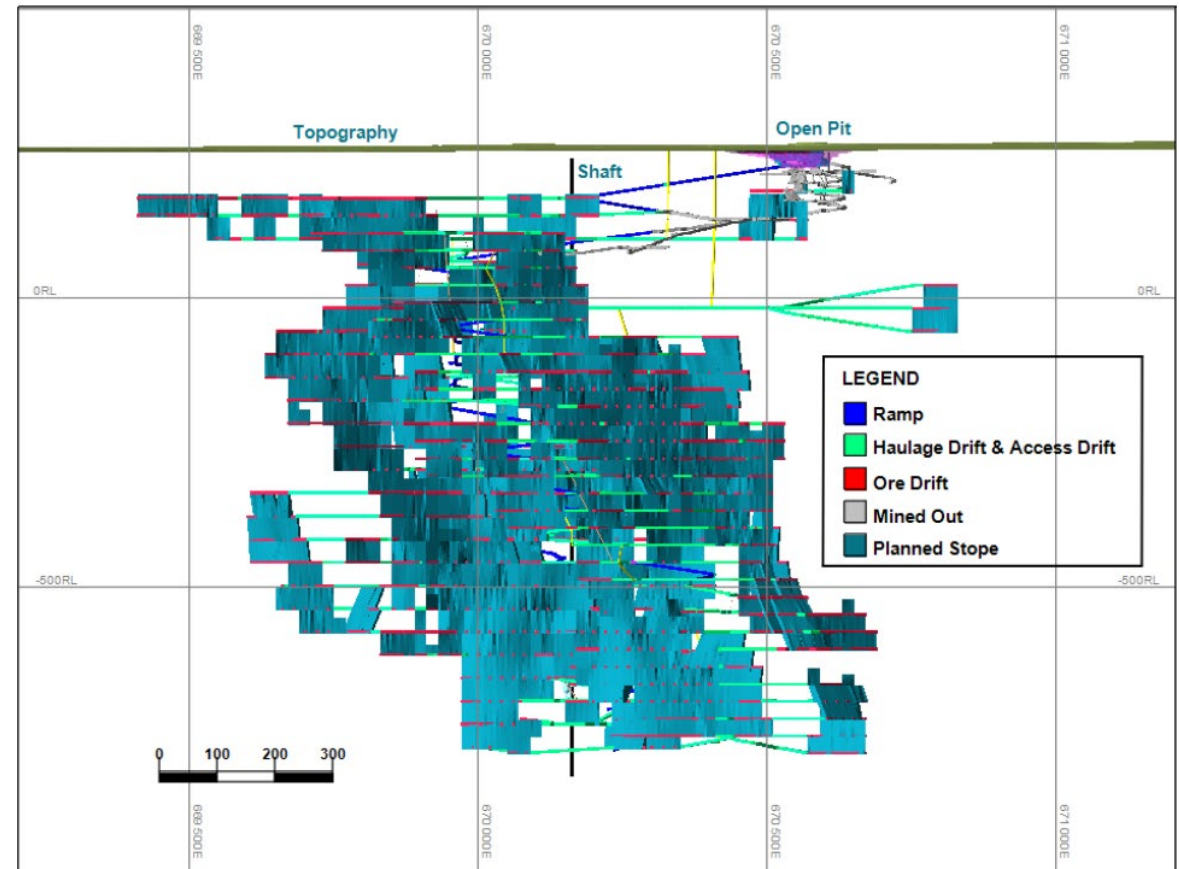 669 500E
670 000E
670 500E
671 000E
Topography
Open Pit
Shaft
0RL
0RL
LEGEND
Ramp
Haulage Drift & Access Drift
Ore Drift
Mined Out
Planned Stope
-500RL
-500RL
0 100 200 300
669 500E
670 000E
670 500E
671 000E